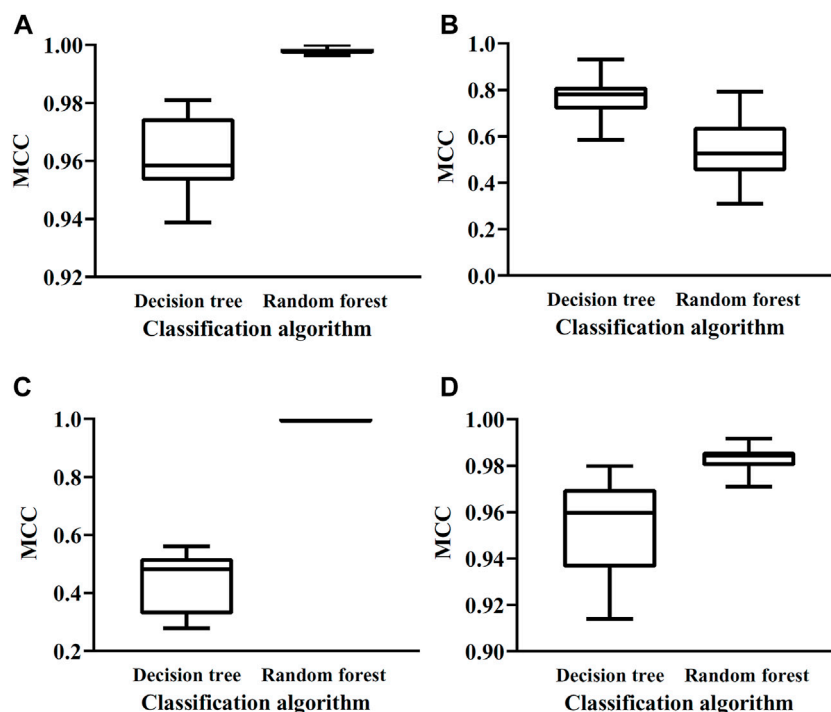 A
MCC
1.00
0.98
0.96
0.94
0.92
Decision tree Random forest
Classification algorithm
B
MCC
1.0
0.8
0.6
0.4
0.2
0.0
Decision tree Random forest
Classification algorithm
C
MCC
1.0
0.8
0.6
0.4
0.2
Decision tree Random forest
Classification algorithm
D
MCC
1.00
0.98
0.96
0.94
0.92
0.90
Decision tree Random forest
Classification algorithm